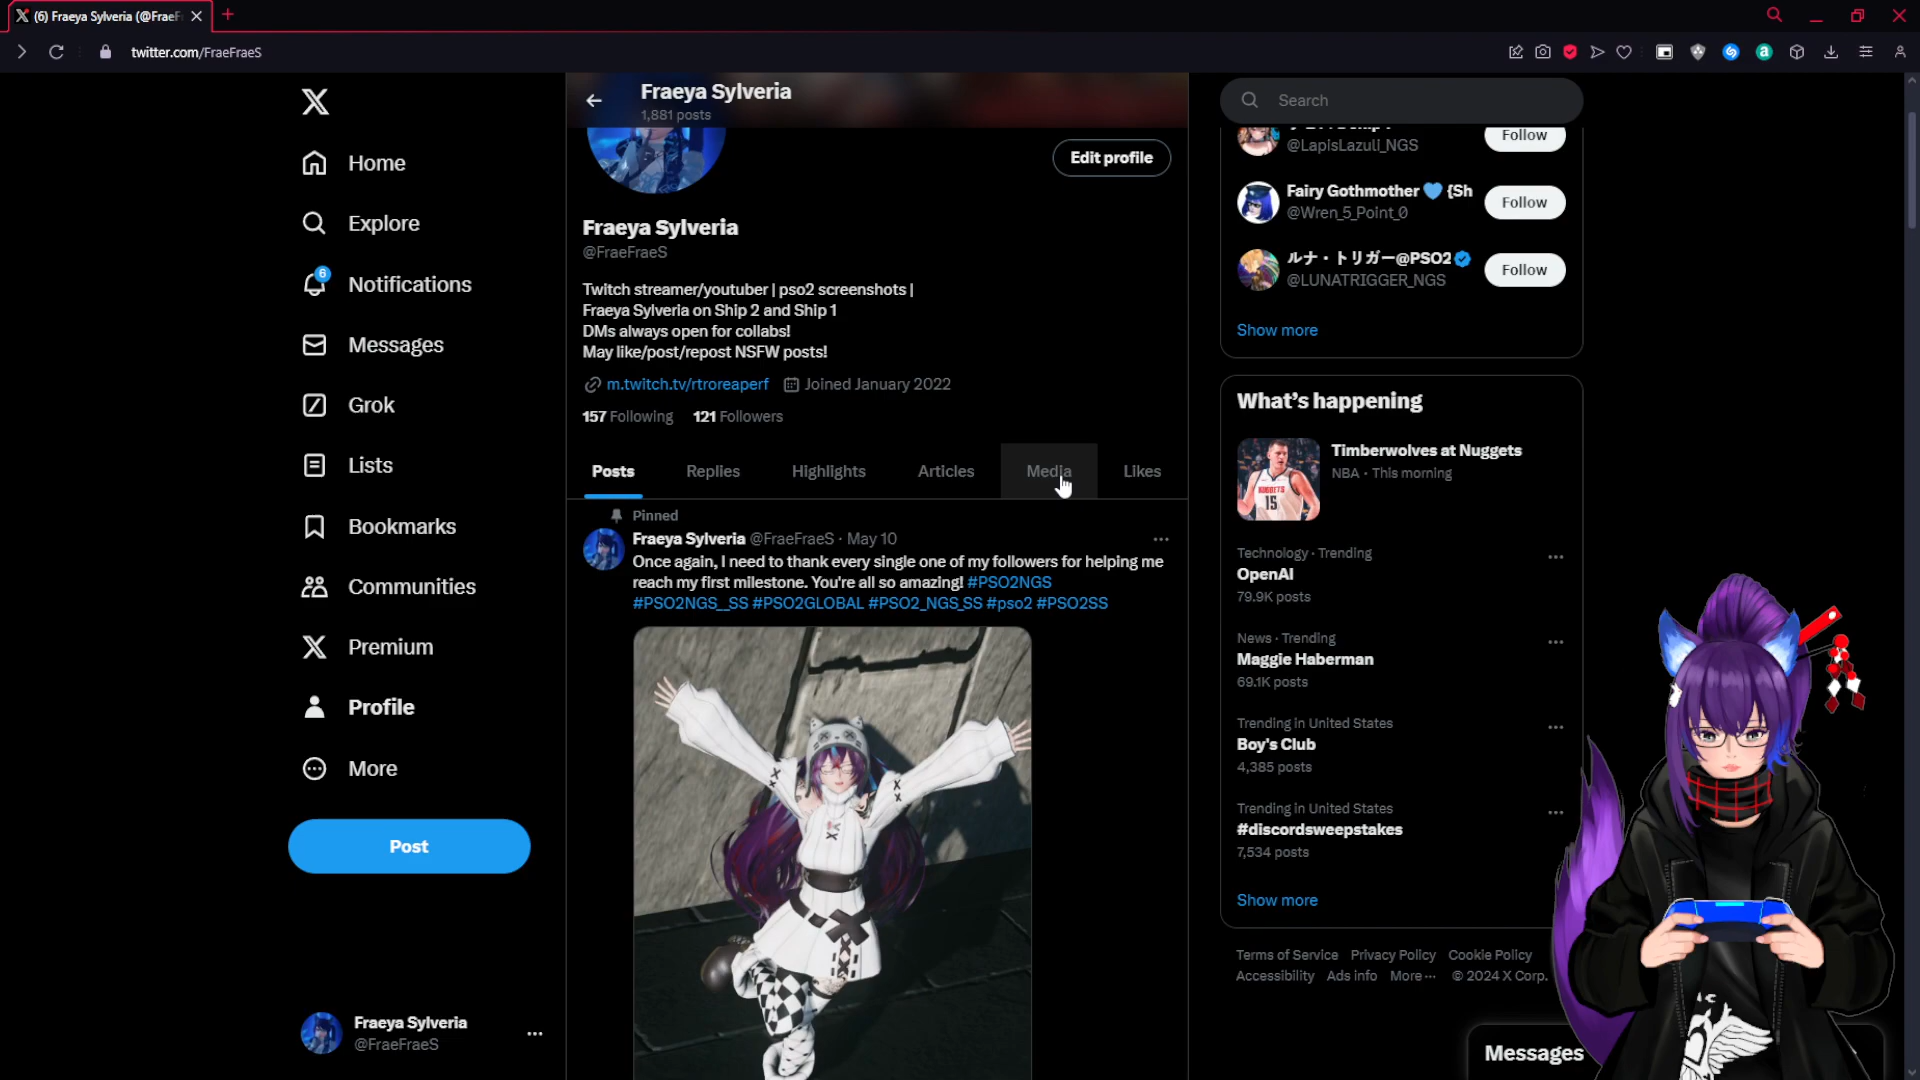 (6) Fraeya Sylveria (@FraeF
twitter.com/FraeFraeS
Home
Explore
6
Notifications
Messages
Grok
Lists
Bookmarks
Communities
Premium
Profile
More
Post
Fraeya Sylveria
@FraeFraeS
Fraeya Sylveria
1,881 posts
Edit profile
Fraeya Sylveria
@FraeFraeS
Twitch streamer/youtuber | pso2 screenshots |
Fraeya Sylveria on Ship 2 and Ship 1
DMs always open for collabs!
May like/post/repost NSFW posts!
m.twitch.tv/rtroreaperf Joined January 2022
157 Following 121 Followers
Posts Replies Highlights Articles Media Likes
Pinned
Fraeya Sylveria @FraeFraeS · May 10
Once again, I need to thank every single one of my followers for helping me
reach my first milestone. You're all so amazing! #PSO2NGS
#PSO2NGS_SS #PSO2GLOBAL #PSO2_NGS_SS #pso2 #PSO2SS
Search
@LapisLazuli_NGS
Follow
Fairy Gothmother 💙 {Sh
@Wren_5_Point_0
Follow
ルナ・トリガー@PSO2
@LUNATRIGGER_NGS
Follow
Show more
What's happening
Timberwolves at Nuggets
NBA · This morning
NUGGETS
15
Technology · Trending
OpenAI
79.9K posts
News · Trending
Maggie Haberman
69.1K posts
Trending in United States
Boy's Club
4,385 posts
Trending in United States
#discordsweepstakes
7,534 posts
Show more
Terms of Service Privacy Policy Cookie Policy
Accessibility Ads info More ··· © 2024 X Corp.
Messages